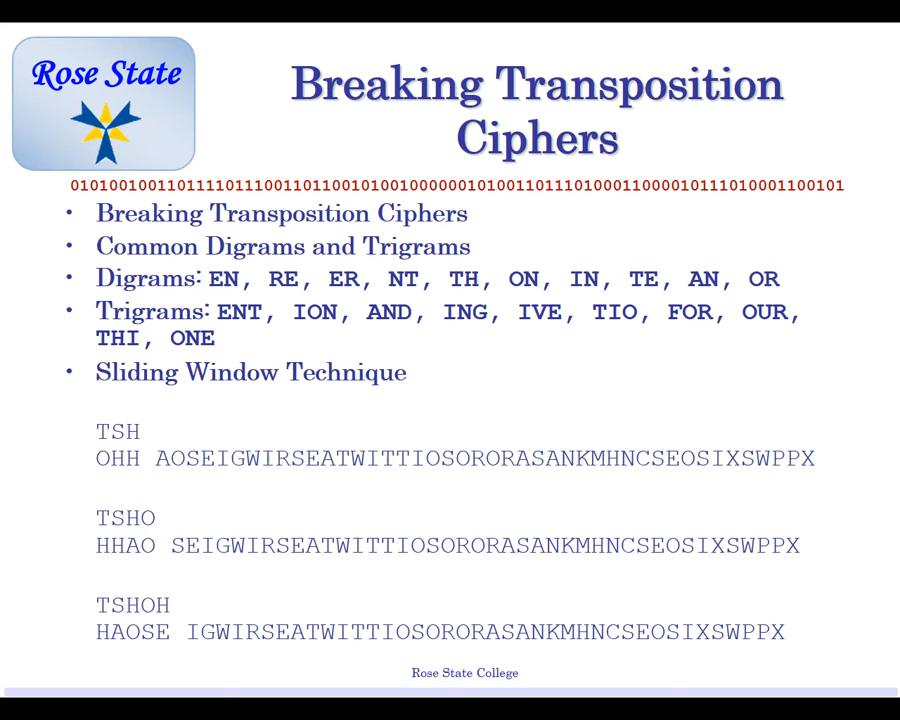 Rose State
Breaking Transposition
Ciphers
01010010011011110111001101100101001000000101001101110100011000010111010001100101
• Breaking Transposition Ciphers
• Common Digrams and Trigrams
• Digrams: EN, RE, ER, NT, TH, ON, IN, TE, AN, OR
• Trigrams: ENT, ION, AND, ING, IVE, TIO, FOR, OUR,
THI, ONE
• Sliding Window Technique
TSH
OHH AOSEIGWIRSEATWITTIOSORORASANKMHNCSEOSIXSWPPX
TSHO
HHAO SEIGWIRSEATWITTIOSORORASANKMHNCSEOSIXSWPPX
TSHOH
HAOSE IGWIRSEATWITTIOSORORASANKMHNCSEOSIXSWPPX
Rose State College